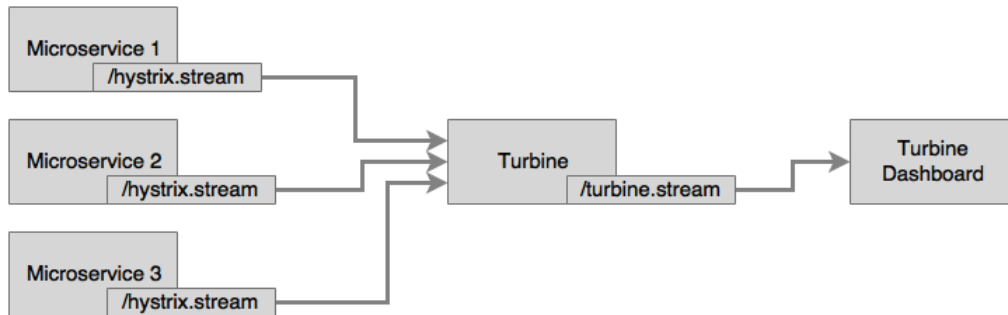 Microservice 1
/hystrix.stream
Microservice 2
/hystrix.stream
Microservice 3
/hystrix.stream
Turbine
/turbine.stream
Turbine
Dashboard